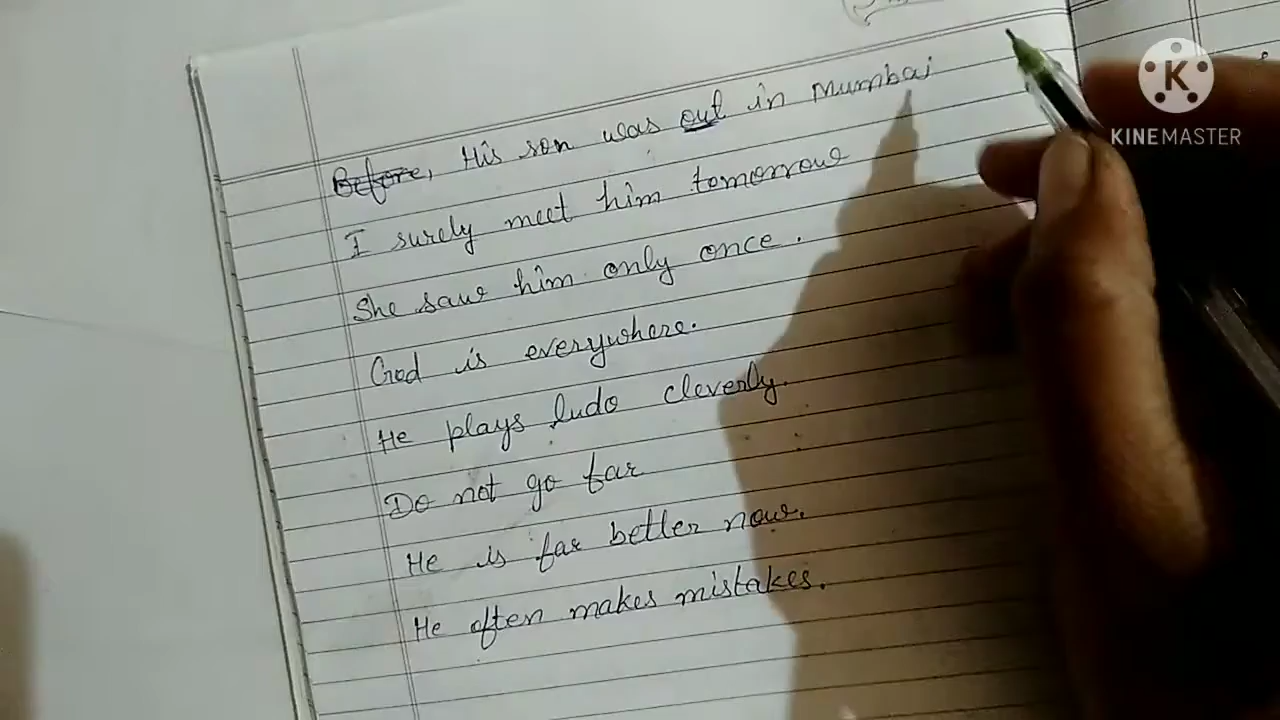 Before, His son was out in Mumbai
I surely meet him tomorrow
She saw him only once.
God is everywhere.
He plays ludo cleverly.
Do not go far
He is far better now.
He often makes mistakes.
K
KINEMASTER